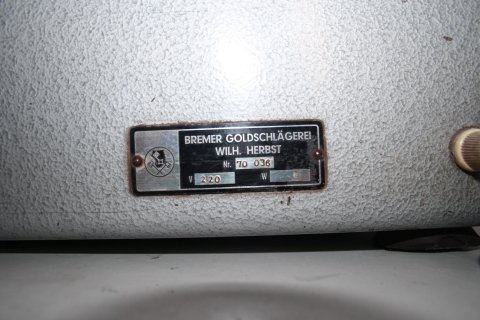 BREMER GOLDSCHLÄGEREI
WILH. HERBST
Nr. 70 036
V 220 W